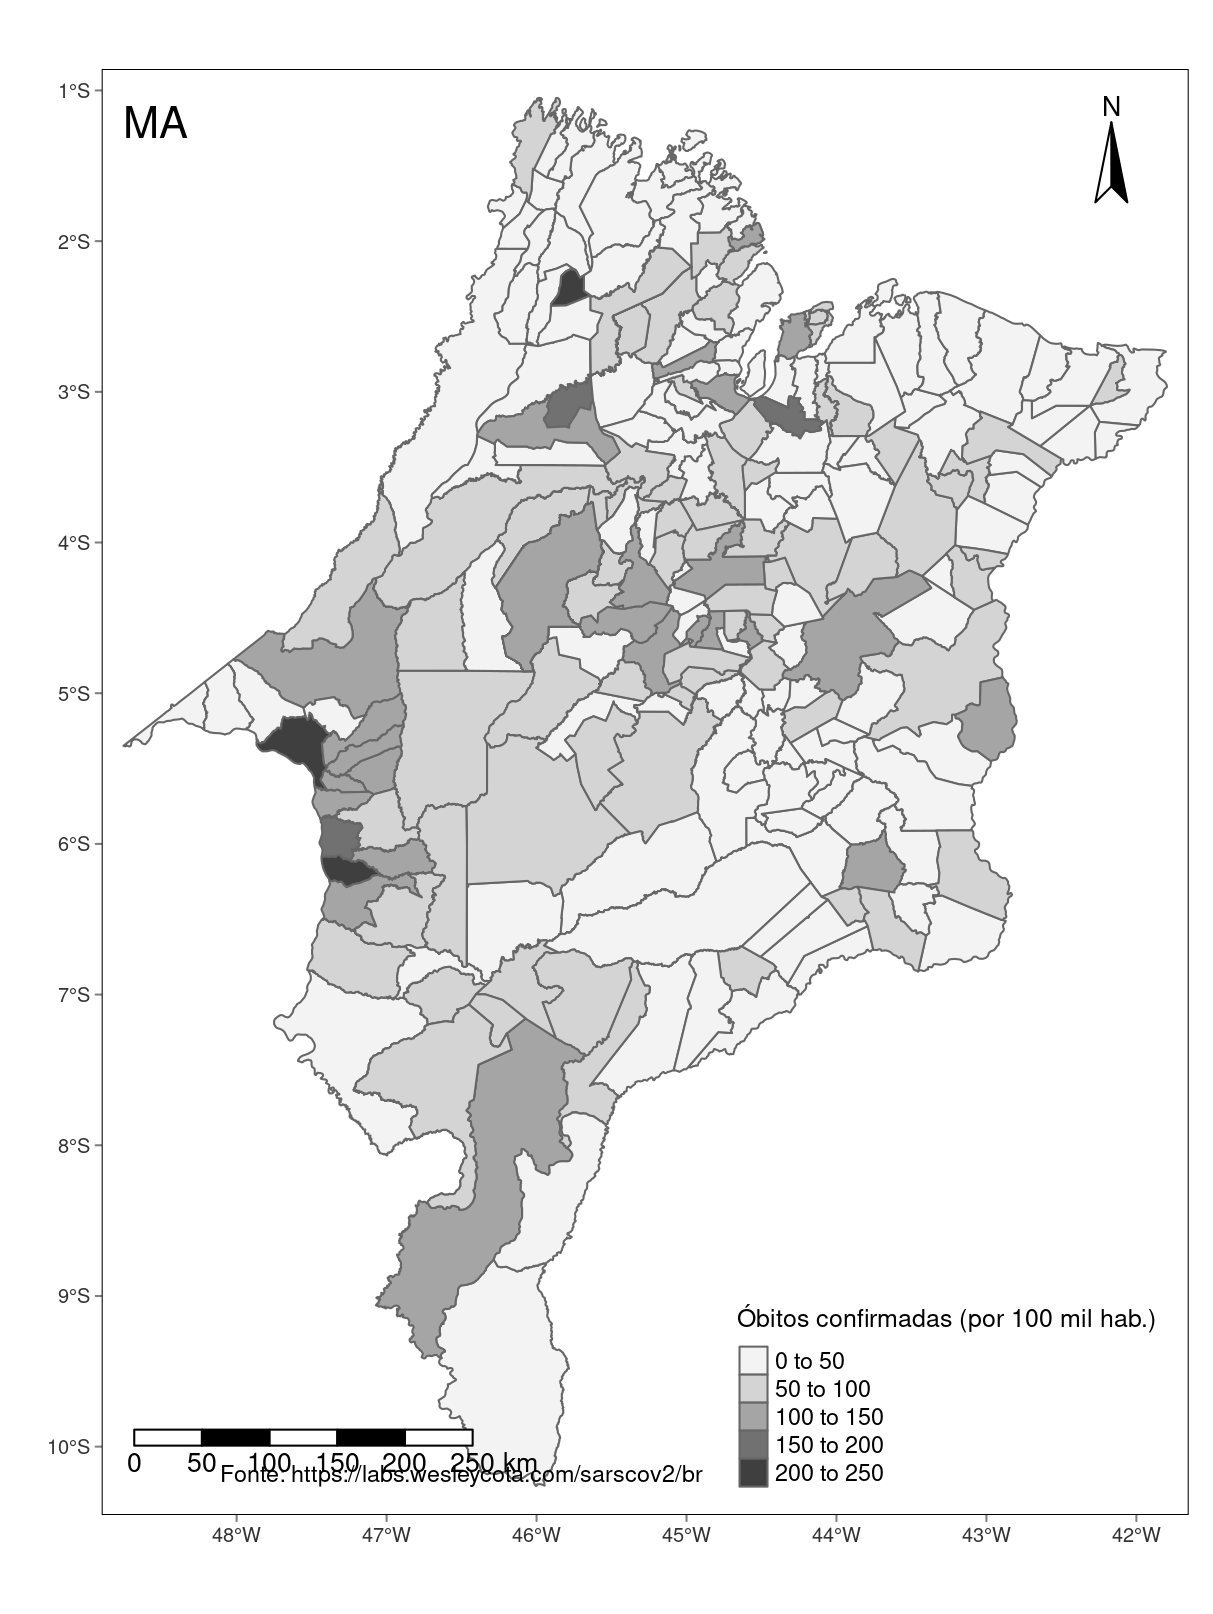 MA
N
1°S
2°S
3°S
4°S
5°S
6°S
7°S
8°S
9°S
10°S
Óbitos confirmadas (por 100 mil hab.)
0 to 50
50 to 100
100 to 150
150 to 200
200 to 250
0 50 100 150 200 250 km
Fonte: https://labs.wesleycota.com/sarscov2/br
48°W 47°W 46°W 45°W 44°W 43°W 42°W